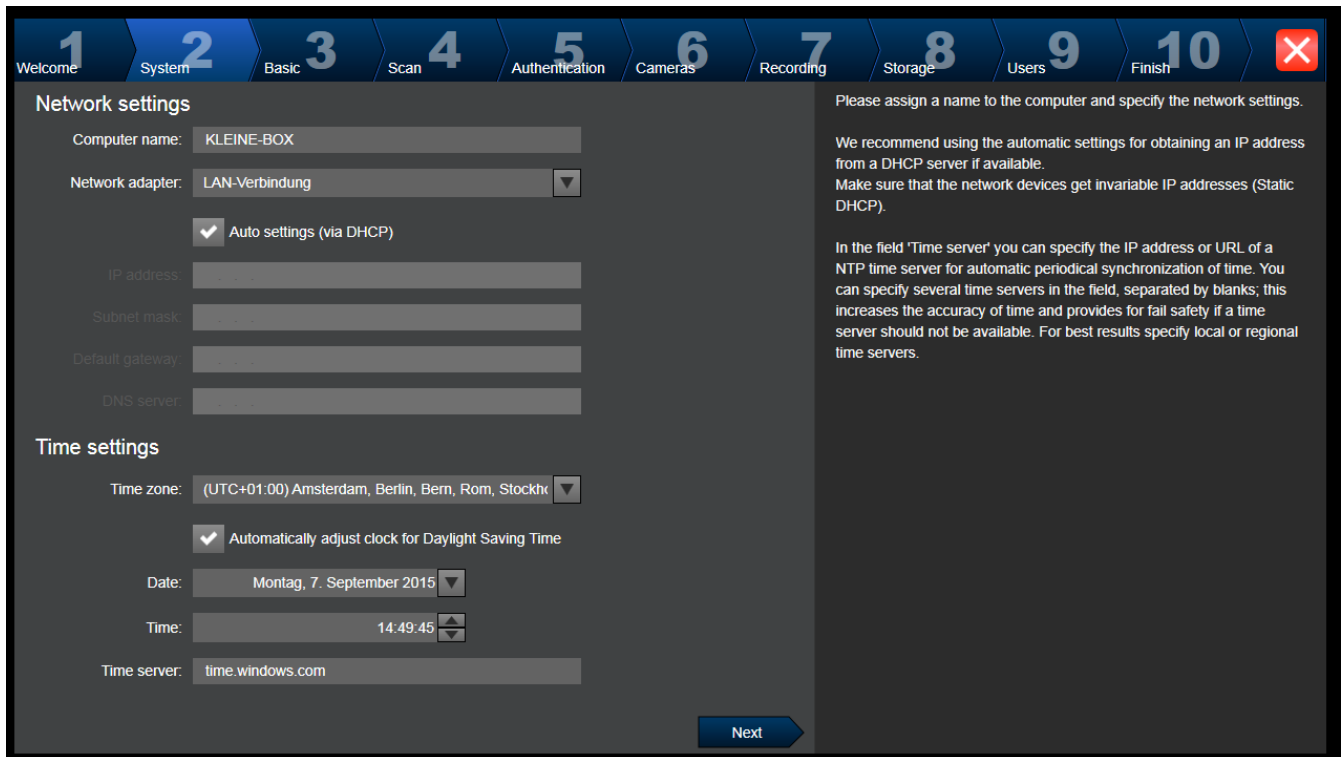 1 Welcome
2 System
3 Basic
4 Scan
5 Authentication
6 Cameras
7 Recording
8 Storage
9 Users
10 Finish
Network settings
Computer name: KLEINE-BOX
Network adapter: LAN-Verbindung
Auto settings (via DHCP)
IP address:
Subnet mask:
Default gateway:
DNS server:
Time settings
Time zone: (UTC+01:00) Amsterdam, Berlin, Bern, Rom, Stockh
Automatically adjust clock for Daylight Saving Time
Date: Montag, 7. September 2015
Time: 14:49:45
Time server: time.windows.com
Next
Please assign a name to the computer and specify the network settings.
We recommend using the automatic settings for obtaining an IP address
from a DHCP server if available.
Make sure that the network devices get invariable IP addresses (Static
DHCP).
In the field 'Time server' you can specify the IP address or URL of a
NTP time server for automatic periodical synchronization of time. You
can specify several time servers in the field, separated by blanks; this
increases the accuracy of time and provides for fail safety if a time
server should not be available. For best results specify local or regional
time servers.